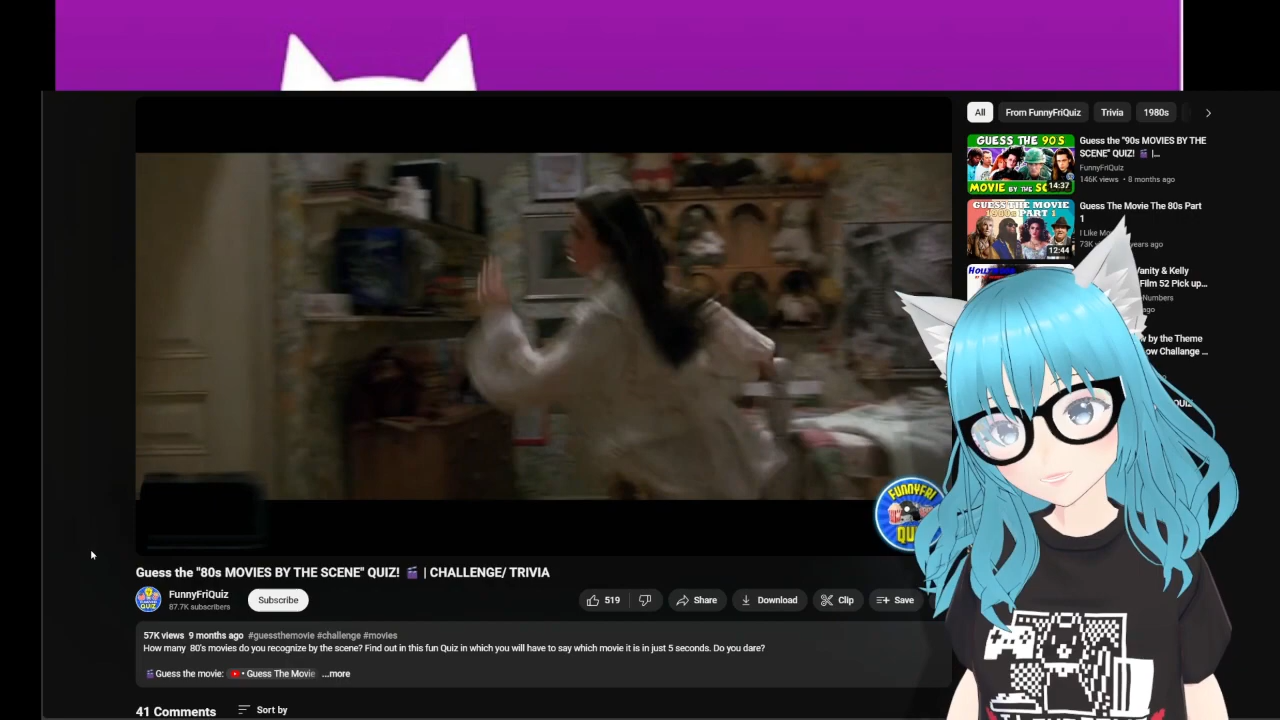 All
From FunnyFriQuiz
Trivia
1980s
GUESS THE 90S
MOVIE BY THE SC
14:37
Guess the "90s MOVIES BY THE
SCENE" QUIZ! 🎬 |...
FunnyFriQuiz
146K views • 8 months ago
GUESS THE MOVIE
1980s PART 1
12:44
Guess The Movie The 80s Part
1
I Like Mo
73K
years ago
Vanity & Kelly
Film 52 Pick up...
Numbers
ago
w by the Theme
ow Challange ...
QUIZ
FUNNYFRI
QU
Guess the "80s MOVIES BY THE SCENE" QUIZ! 🎬 | CHALLENGE/ TRIVIA
FunnyFriQuiz
87.7K subscribers
Subscribe
519
Share
Download
Clip
Save
57K views 9 months ago #guessthemovie #challenge #movies
How many 80's movies do you recognize by the scene? Find out in this fun Quiz in which you will have to say which movie it is in just 5 seconds. Do you dare?
🎬Guess the movie: • Guess The Movie ...more
41 Comments
Sort by